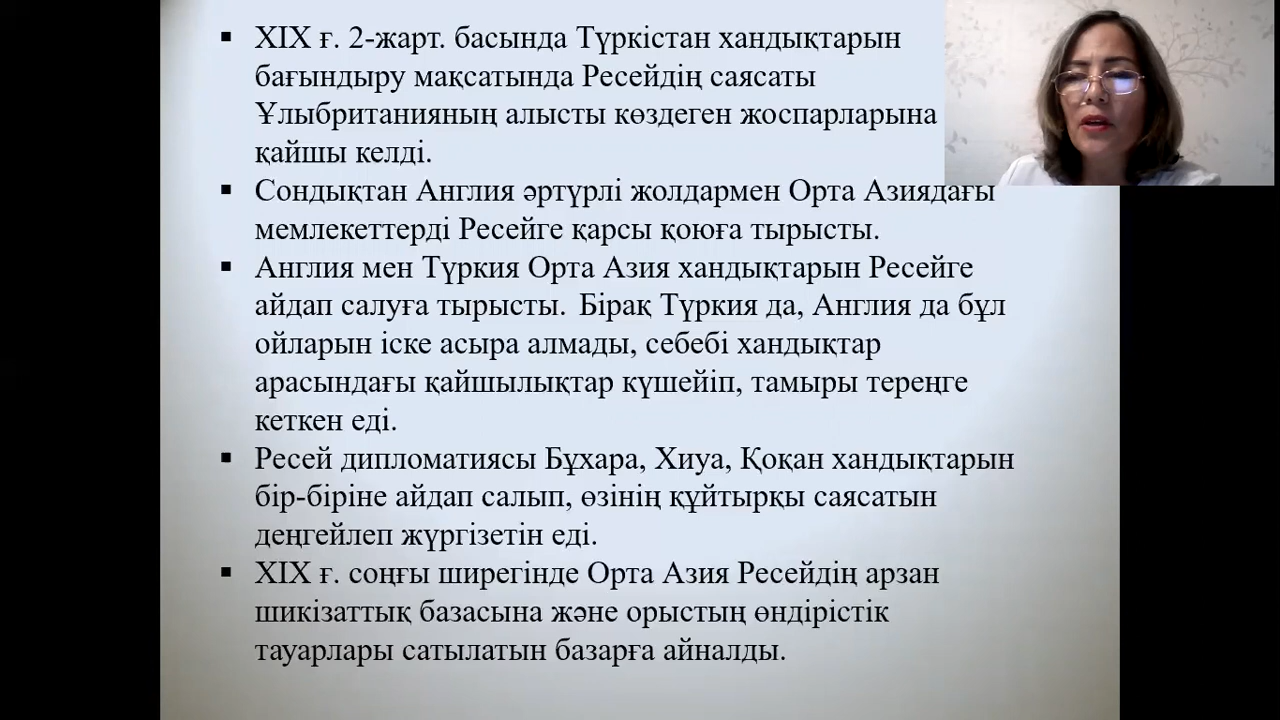 ▪ XIX ғ. 2-жарт. басында Түркістан хандықтарын
бағындыру мақсатында Ресейдің саясаты
Ұлыбританияның алысты көздеген жоспарларына
қайшы келді.
▪ Сондықтан Англия әртүрлі жолдармен Орта Азиядағы
мемлекеттерді Ресейге қарсы қоюға тырысты.
▪ Англия мен Түркия Орта Азия хандықтарын Ресейге
айдап салуға тырысты. Бірақ Түркия да, Англия да бұл
ойларын іске асыра алмады, себебі хандықтар
арасындағы қайшылықтар күшейіп, тамыры тереңге
кеткен еді.
▪ Ресей дипломатиясы Бұхара, Хиуа, Қоқан хандықтарын
бір-біріне айдап салып, өзінің құйтырқы саясатын
деңгейлеп жүргізетін еді.
▪ XIX ғ. соңғы ширегінде Орта Азия Ресейдің арзан
шикізаттық базасына және орыстың өндірістік
тауарлары сатылатын базарға айналды.